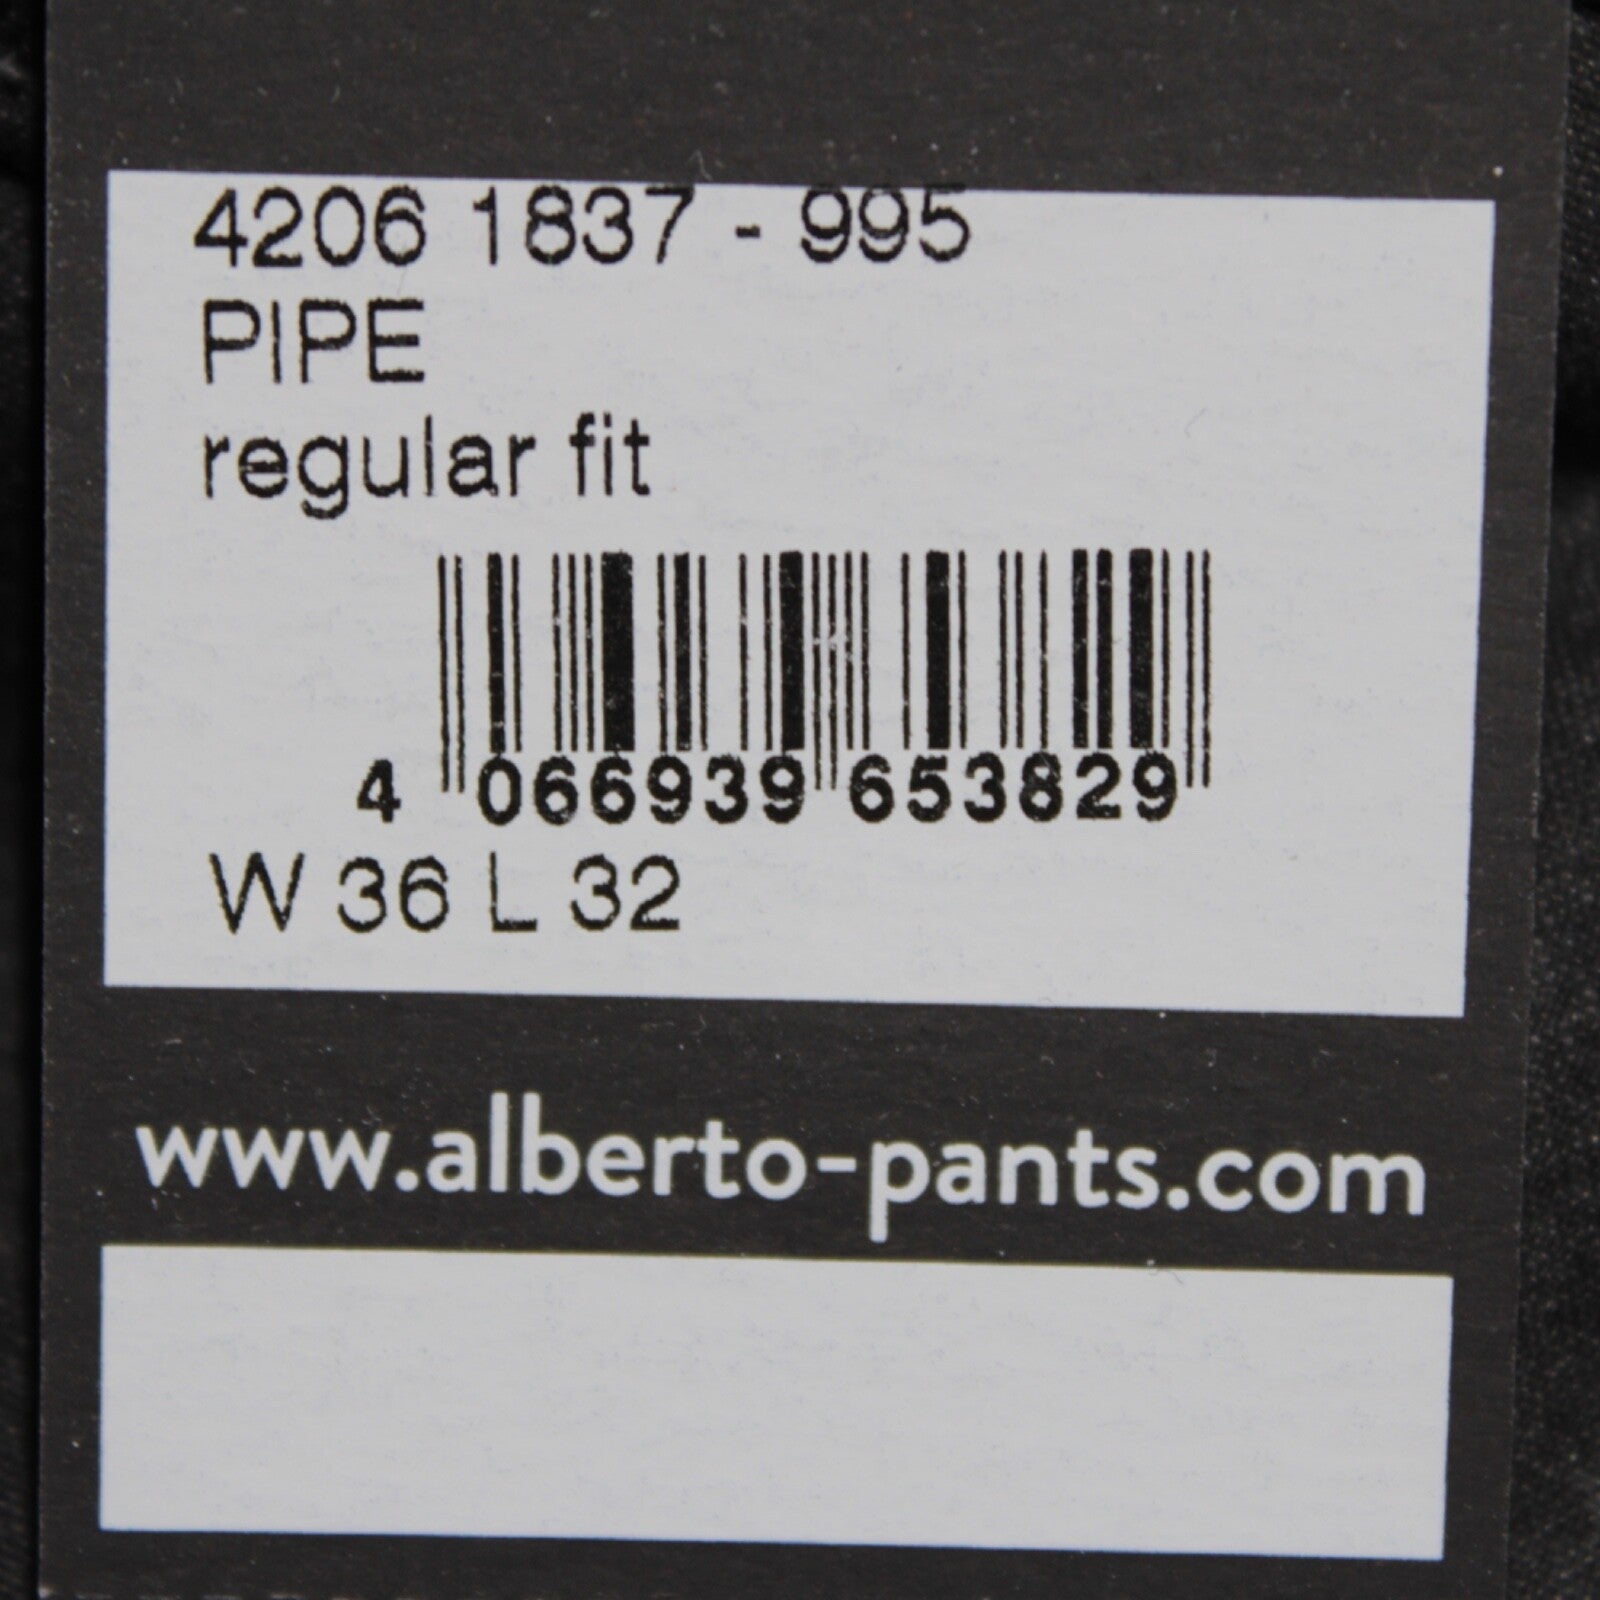 4206 1837 - 995
PIPE
regular fit
4 066939 653829
W 36 L 32
www.alberto-pants.com